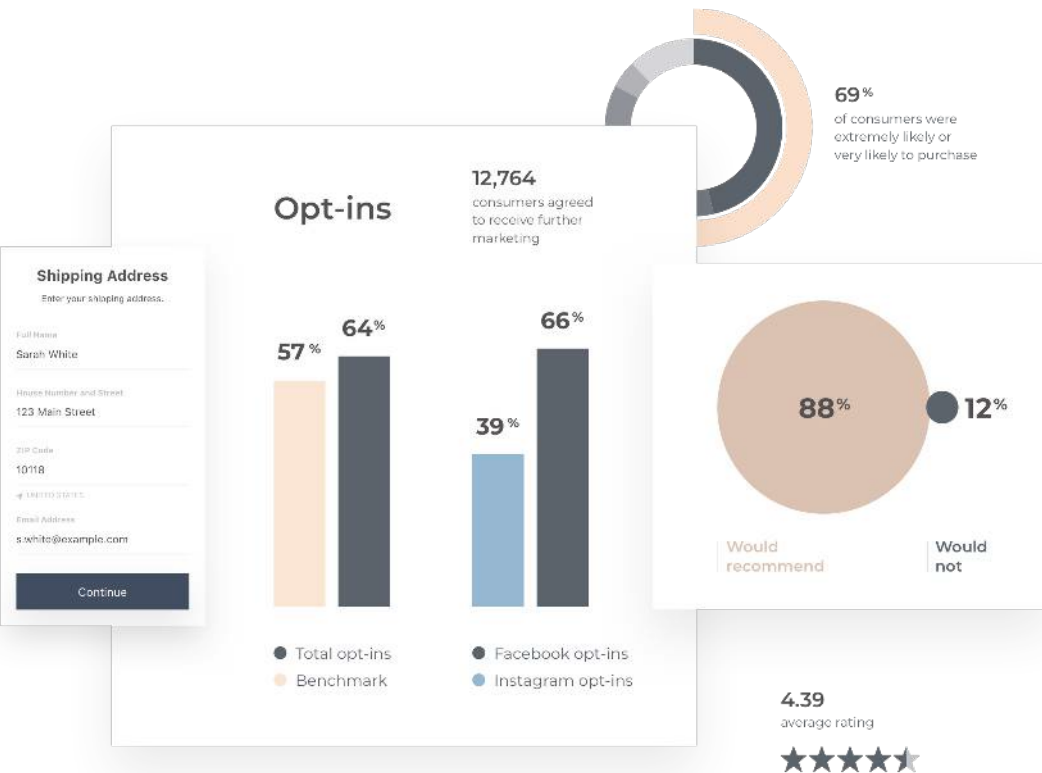 69%
of consumers were
extremely likely or
very likely to purchase
Opt-ins
12,764
consumers agreed
to receive further
marketing
Shipping Address
Enter your shipping address.
Full Name
Sarah White
House Number and Street
123 Main Street
ZIP Code
10118
UNITED STATES
Email Address
s.white@example.com
Continue
57%
64%
39%
66%
Total opt-ins
Benchmark
Facebook opt-ins
Instagram opt-ins
88%
12%
Would
recommend
Would
not
4.39
average rating